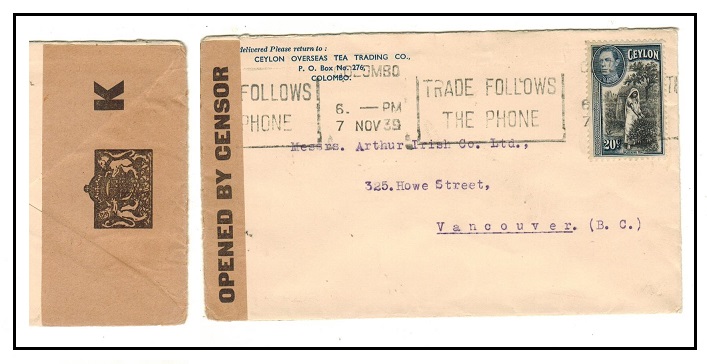 K
OPENED BY CENSOR
delivered Please return to :
CEYLON OVERSEAS TEA TRADING CO.,
P. O. Box No. 276,
COLOMBO.
COLOMBO
6. — PM
7 NOV 39
FOLLOWS
PHONE
TRADE FOLLOWS
THE PHONE
CEYLON
20c
Messrs. Arthur Irish Co. Ltd.,
325.Howe Street,
Vancouver. (B.C.)